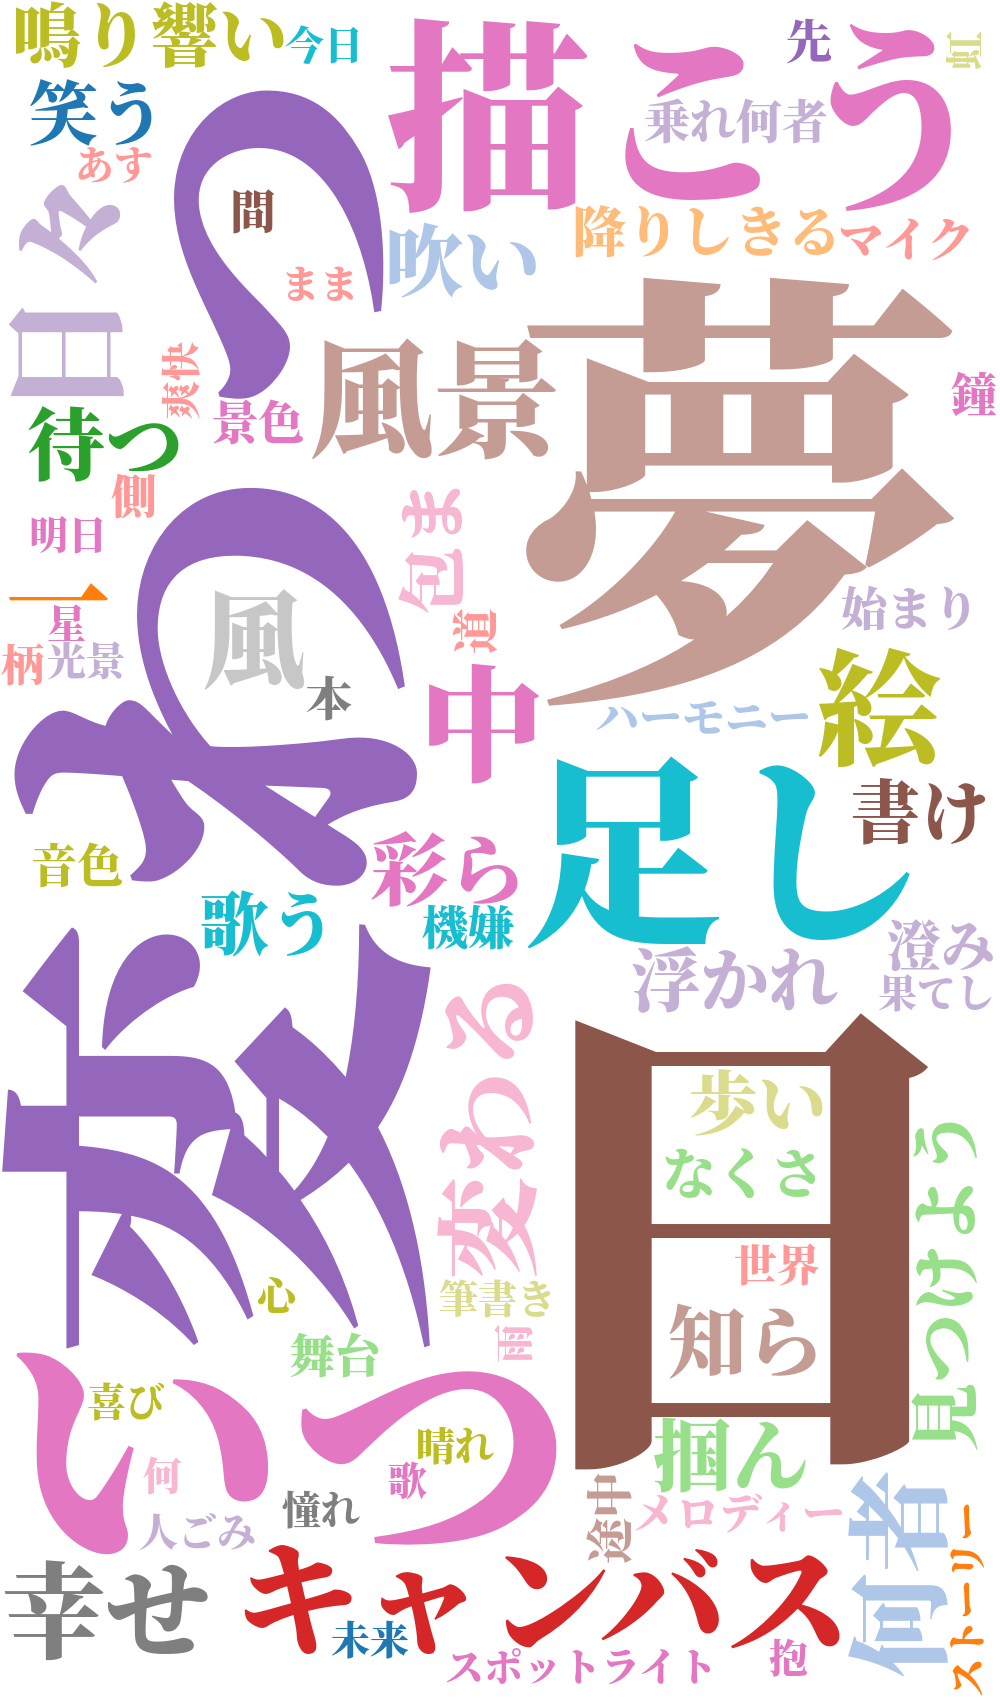 鳴り響い
今日
描こう
先
虹
笑う
乗れ何者
あす
日々
間
吹い
降りしきる
マイク
まま
夢
爽快
風景
景色
鐘
待つ
側
明日
変わっ
包ま
一
星
柄
光景
風
本
道
中
始まり
ハーモニー
絵
足し
書け
音色
彩ら
歌う
機嫌
澄み
浮かれ
果てし
変わる
日
歩い
なくさ
見つけよう
世界
心
筆書き
知ら
雨
舞台
いつ
喜び
晴れ
掴ん
何
歌
憧れ
人ごみ
途中
メロディー
何者
ストーリー
幸せ
キャンバス
未来
スポットライト
抱